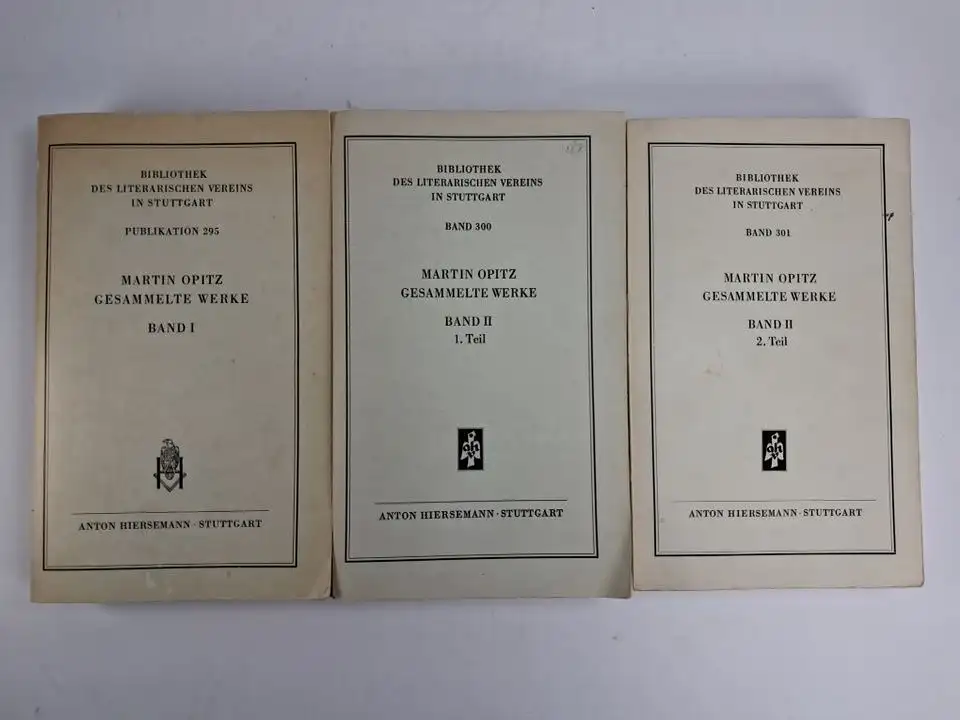 BIBLIOTHEK
DES LITERARISCHEN VEREINS
IN STUTTGART
PUBLIKATION 295
MARTIN OPITZ
GESAMMELTE WERKE
BAND I
ANTON HIERSEMANN · STUTTGART
BIBLIOTHEK
DES LITERARISCHEN VEREINS
IN STUTTGART
BAND 300
MARTIN OPITZ
GESAMMELTE WERKE
BAND II
1. Teil
ANTON HIERSEMANN · STUTTGART
BIBLIOTHEK
DES LITERARISCHEN VEREINS
IN STUTTGART
BAND 301
MARTIN OPITZ
GESAMMELTE WERKE
BAND II
2. Teil
ANTON HIERSEMANN · STUTTGART